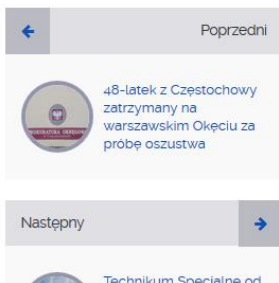 Poprzedni
48-latek z Częstochowy
zatrzymany na
warszawskim Okęciu za
próbę oszustwa
Następny
Technikum Specjalne od